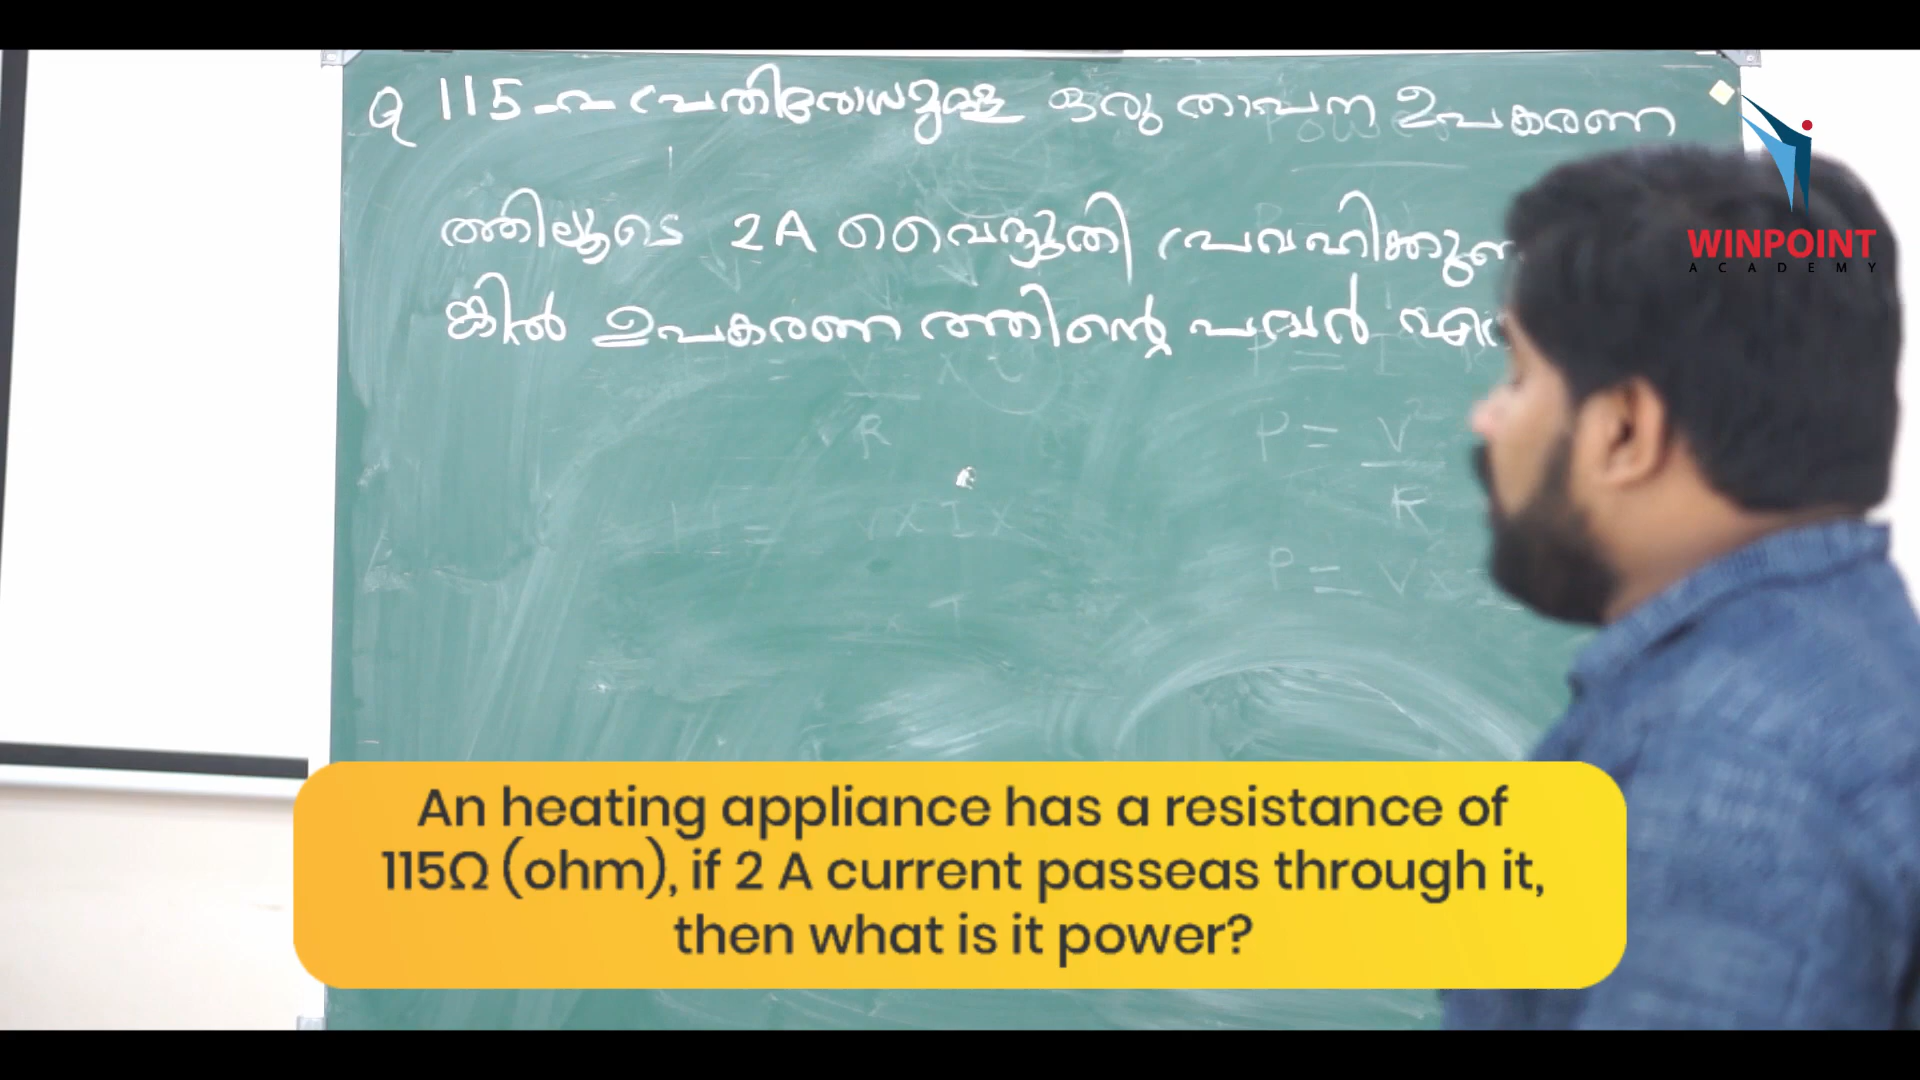 Q 115 Ω പ്രതിരോധമുള്ള ഒരു താപന ഉപകരണ
ത്തിലൂടെ 2A വൈദ്യുതി പ്രവഹിക്കുന്ന
ങ്കിൽ ഉപകരണത്തിന്റെ പവർ
R
P = V²
R
P =
WINPOINT
ACADEMY
An heating appliance has a resistance of
115Ω (ohm), if 2 A current passeas through it,
then what is it power?